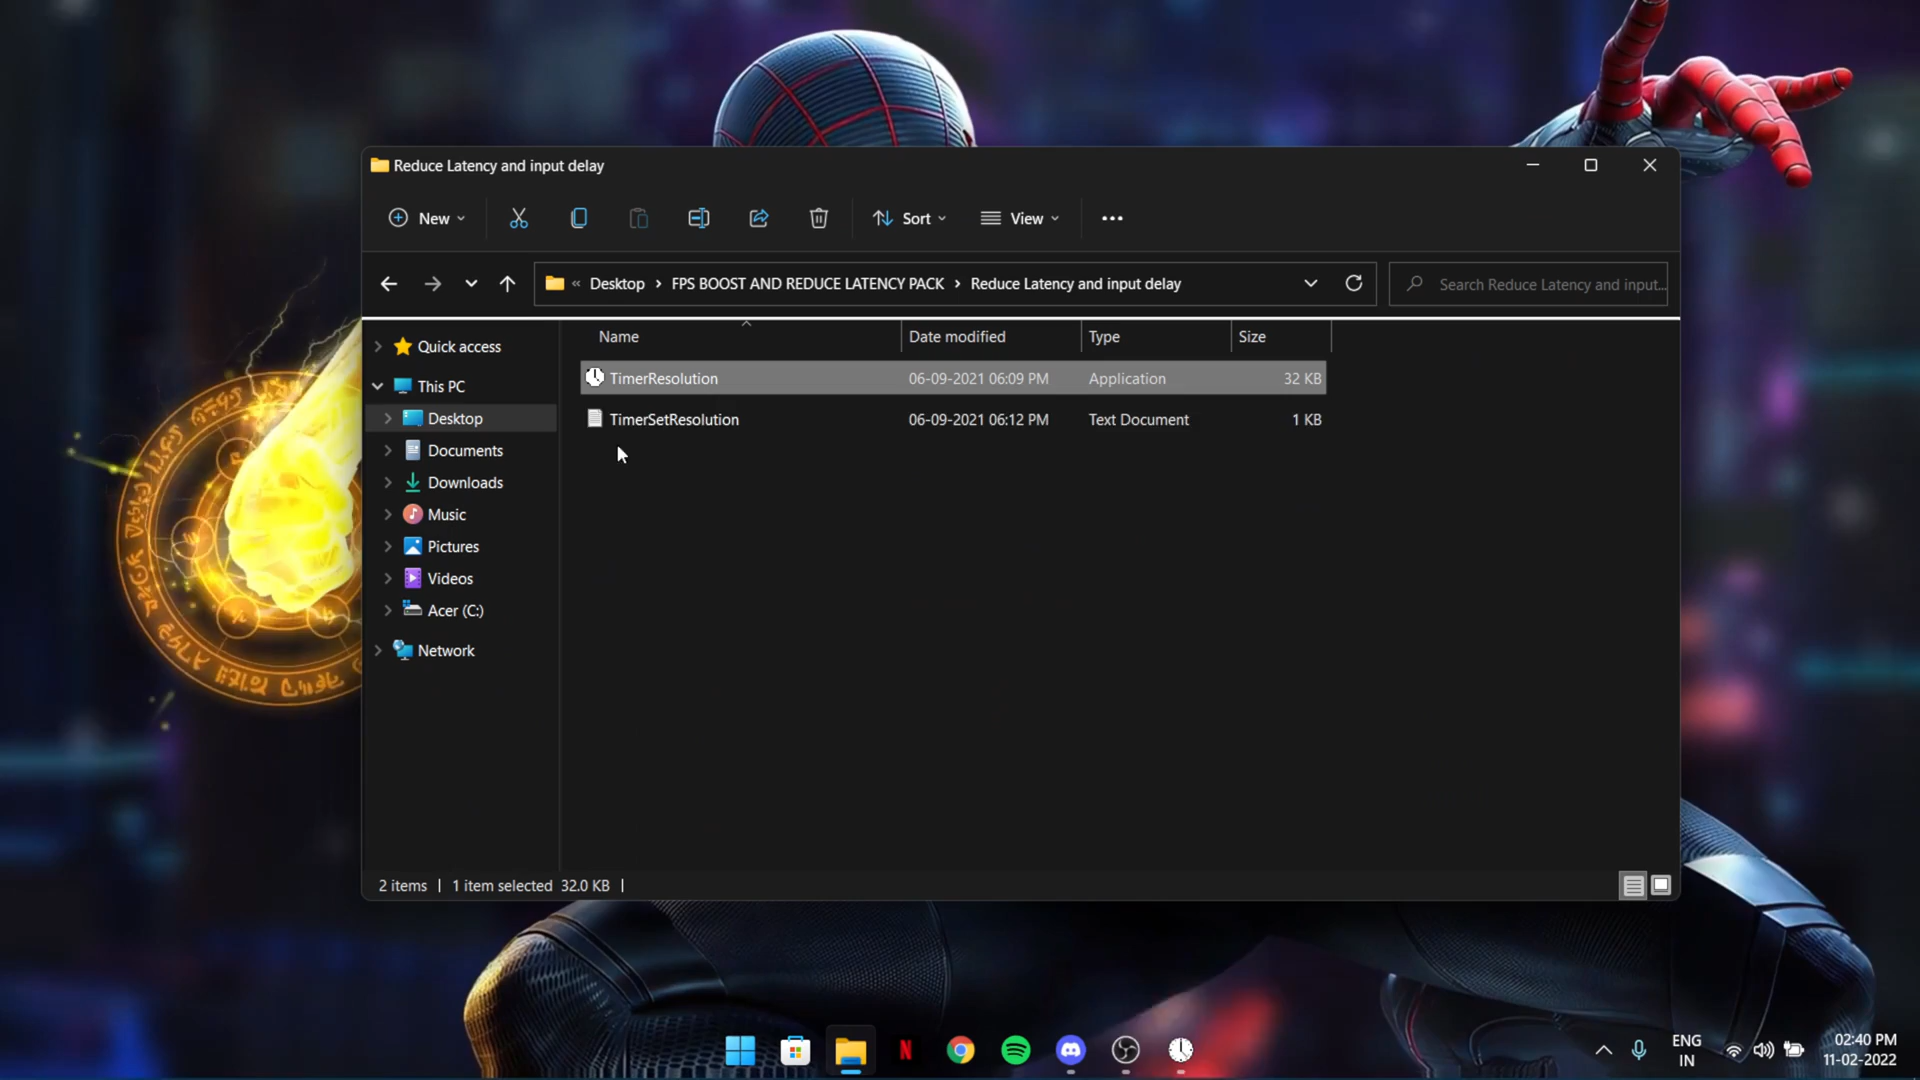 Reduce Latency and input delay
New
Sort
View
« Desktop > FPS BOOST AND REDUCE LATENCY PACK > Reduce Latency and input delay
Search Reduce Latency and input...
Name Date modified Type Size
TimerResolution 06-09-2021 06:09 PM Application 32 KB
TimerSetResolution 06-09-2021 06:12 PM Text Document 1 KB
Quick access
This PC
Desktop
Documents
Downloads
Music
Pictures
Videos
Acer (C:)
Network
2 items | 1 item selected 32.0 KB |
N
ENG
IN
02:40 PM
11-02-2022